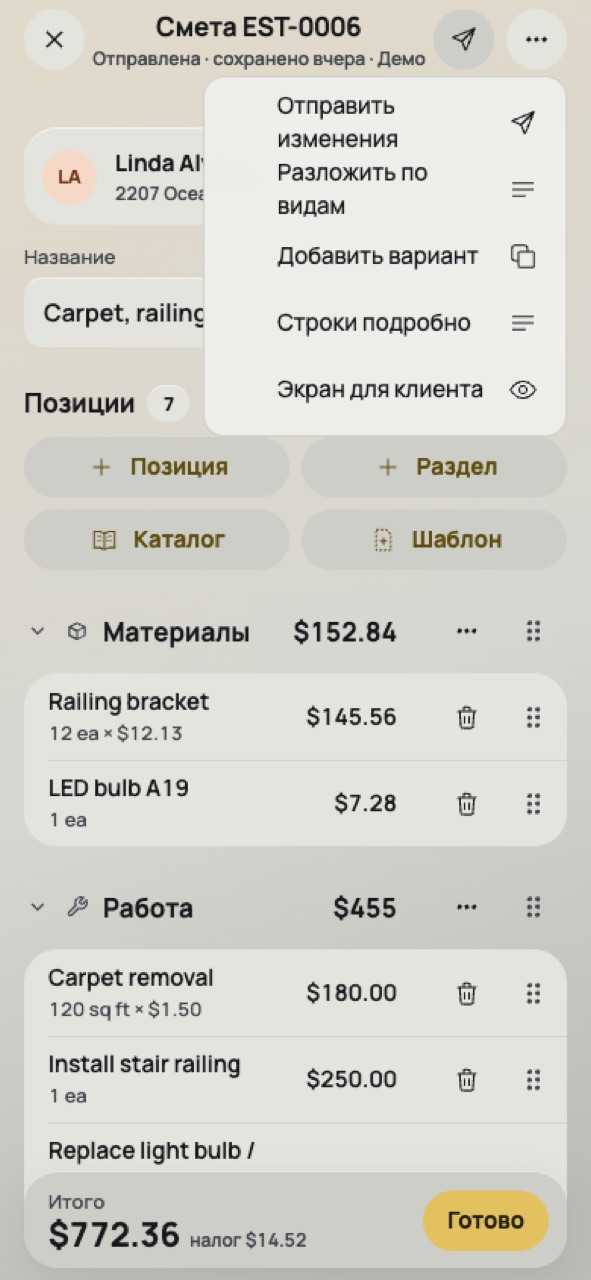 Смета EST-0006
Отправлена · сохранено вчера · Демо
Отправить
изменения
Разложить по
видам
Добавить вариант
Строки подробно
Экран для клиента
LA
Linda Al
2207 Ocea
Название
Carpet, railing
Позиции 7
+ Позиция
+ Раздел
Каталог
Шаблон
Материалы $152.84
Railing bracket
12 ea × $12.13
$145.56
LED bulb A19
1 ea
$7.28
Работа $455
Carpet removal
120 sq ft × $1.50
$180.00
Install stair railing
1 ea
$250.00
Replace light bulb /
Итого
$772.36 налог $14.52
Готово